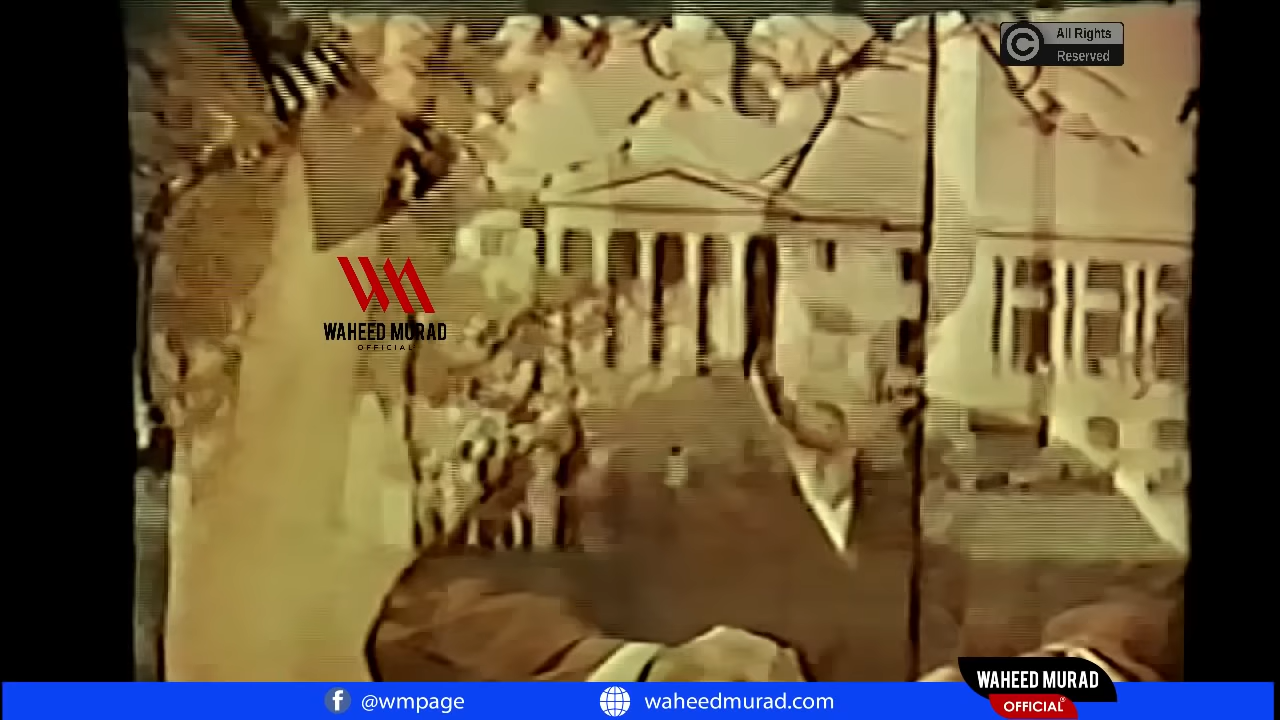 All Rights
Reserved
WAHEED MURAD
OFFICIAL
@wmpage
waheedmurad.com
WAHEED MURAD
OFFICIAL